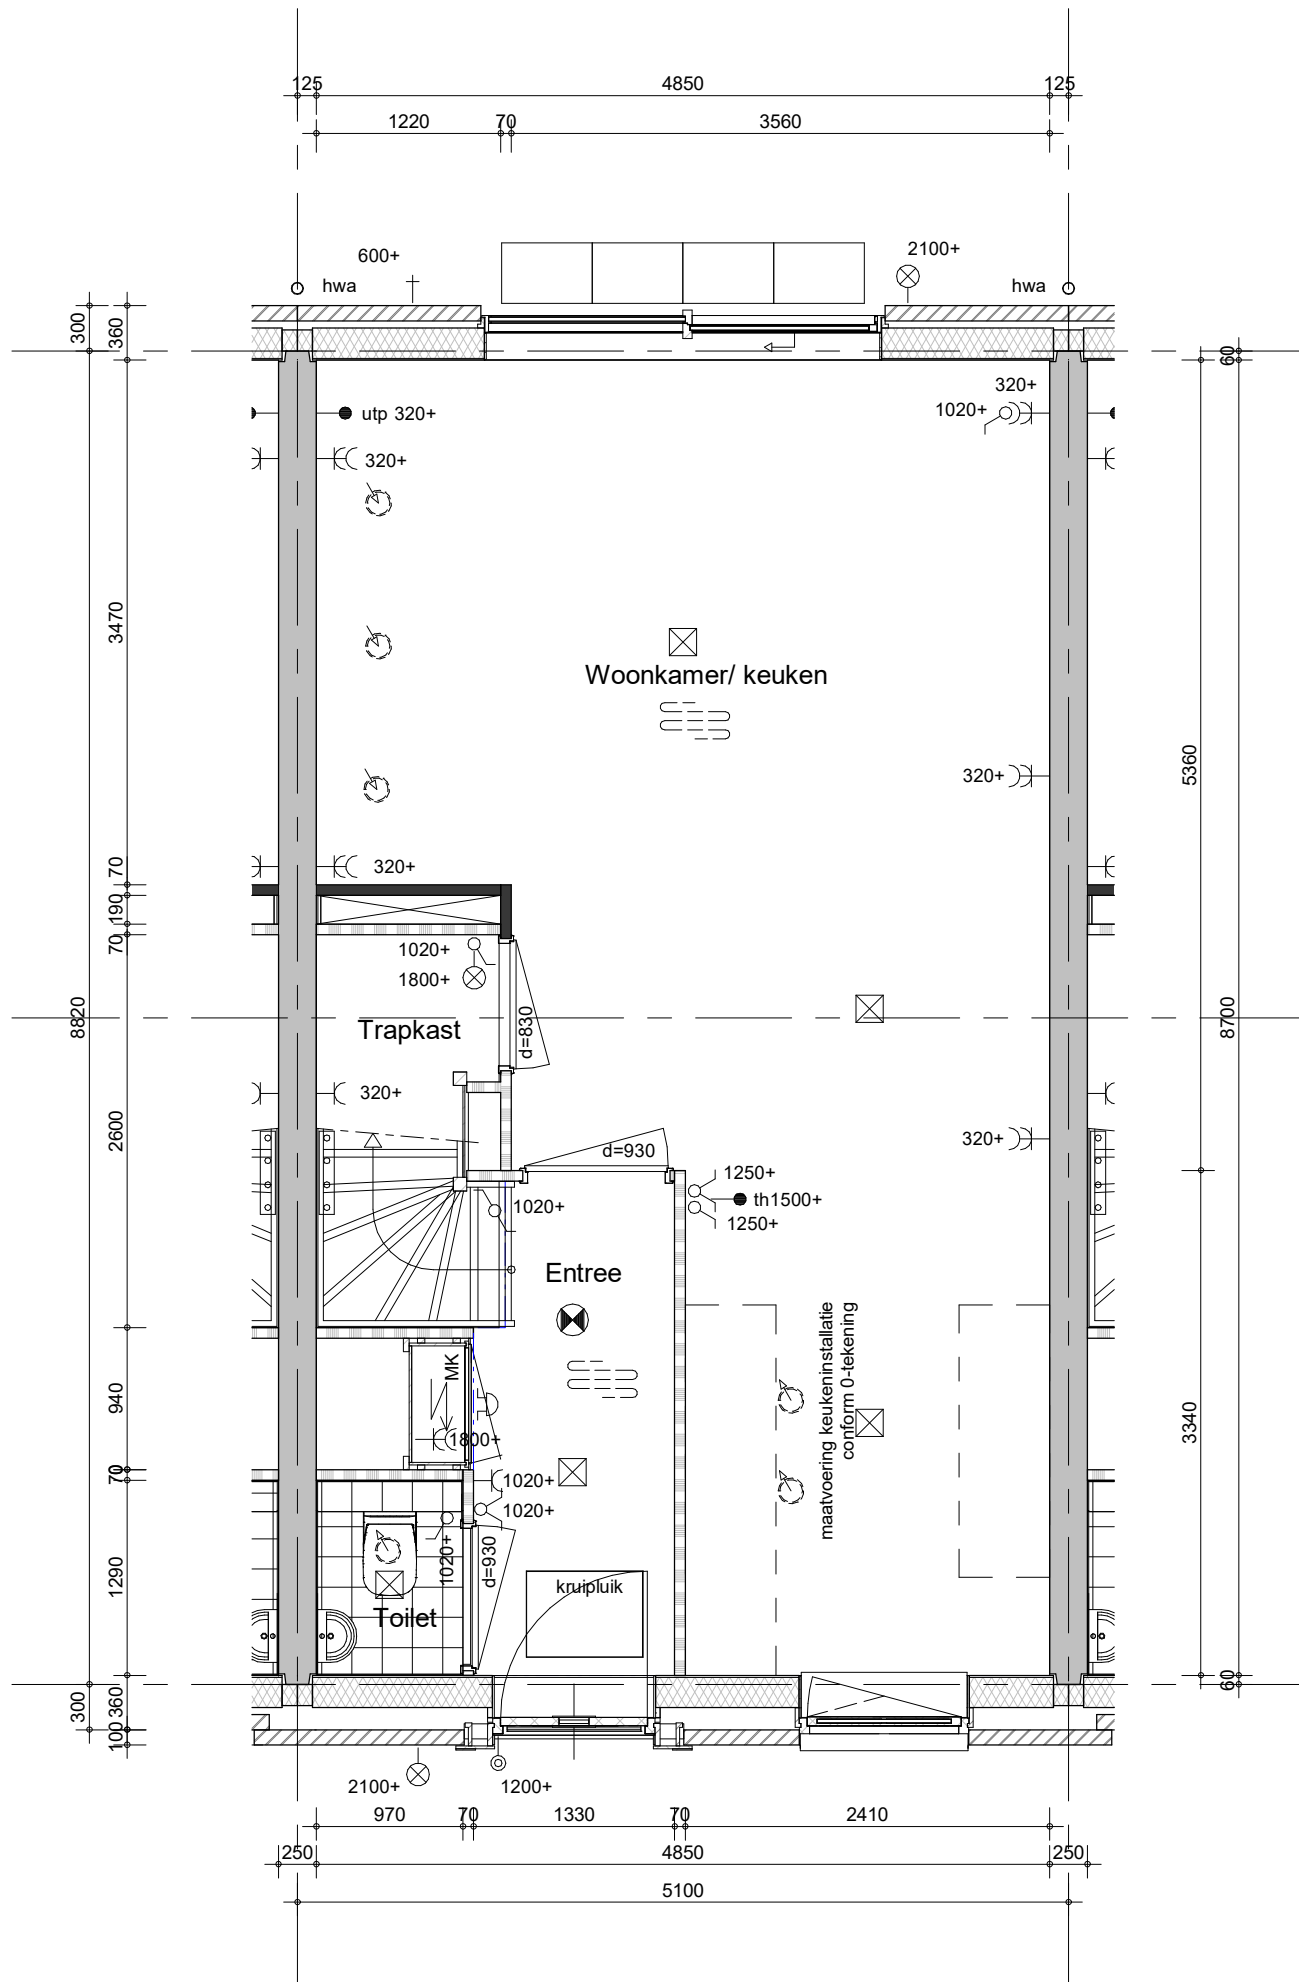 125 4850 125
1220 70 3560
600+
2100+
hwa
hwa
300
360
60
320+
utp 320+
1020+
320+
3470
Woonkamer/ keuken
5360
320+
320+
70
190
70
1020+
1800+
8820
Trapkast
d=830
8700
320+
2600
320+
d=930
1250+
th1500+
1250+
1020+
Entree
maatvoering keukeninstallatie
conform 0-tekening
MK
940
1800+
3340
70
1020+
1020+
1020+
d=930
1290
kruipluik
Toilet
300
360
100
60
2100+
1200+
970 70 1330 70 2410
250 4850 250
5100